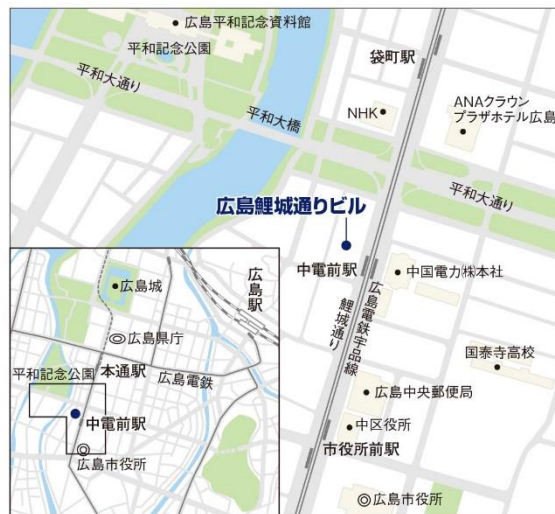 広島平和記念資料館
平和記念公園
平和大通り
平和大橋
袋町駅
NHK
ANAクラウン
プラザホテル広島
平和大通り
広島鯉城通りビル
中電前駅
中国電力㈱本社
広島電鉄宇品線
鯉城通り
国泰寺高校
広島中央郵便局
中区役所
市役所前駅
広島市役所
広島城
広島駅
広島県庁
本通駅
広島電鉄
平和記念公園
中電前駅
広島市役所